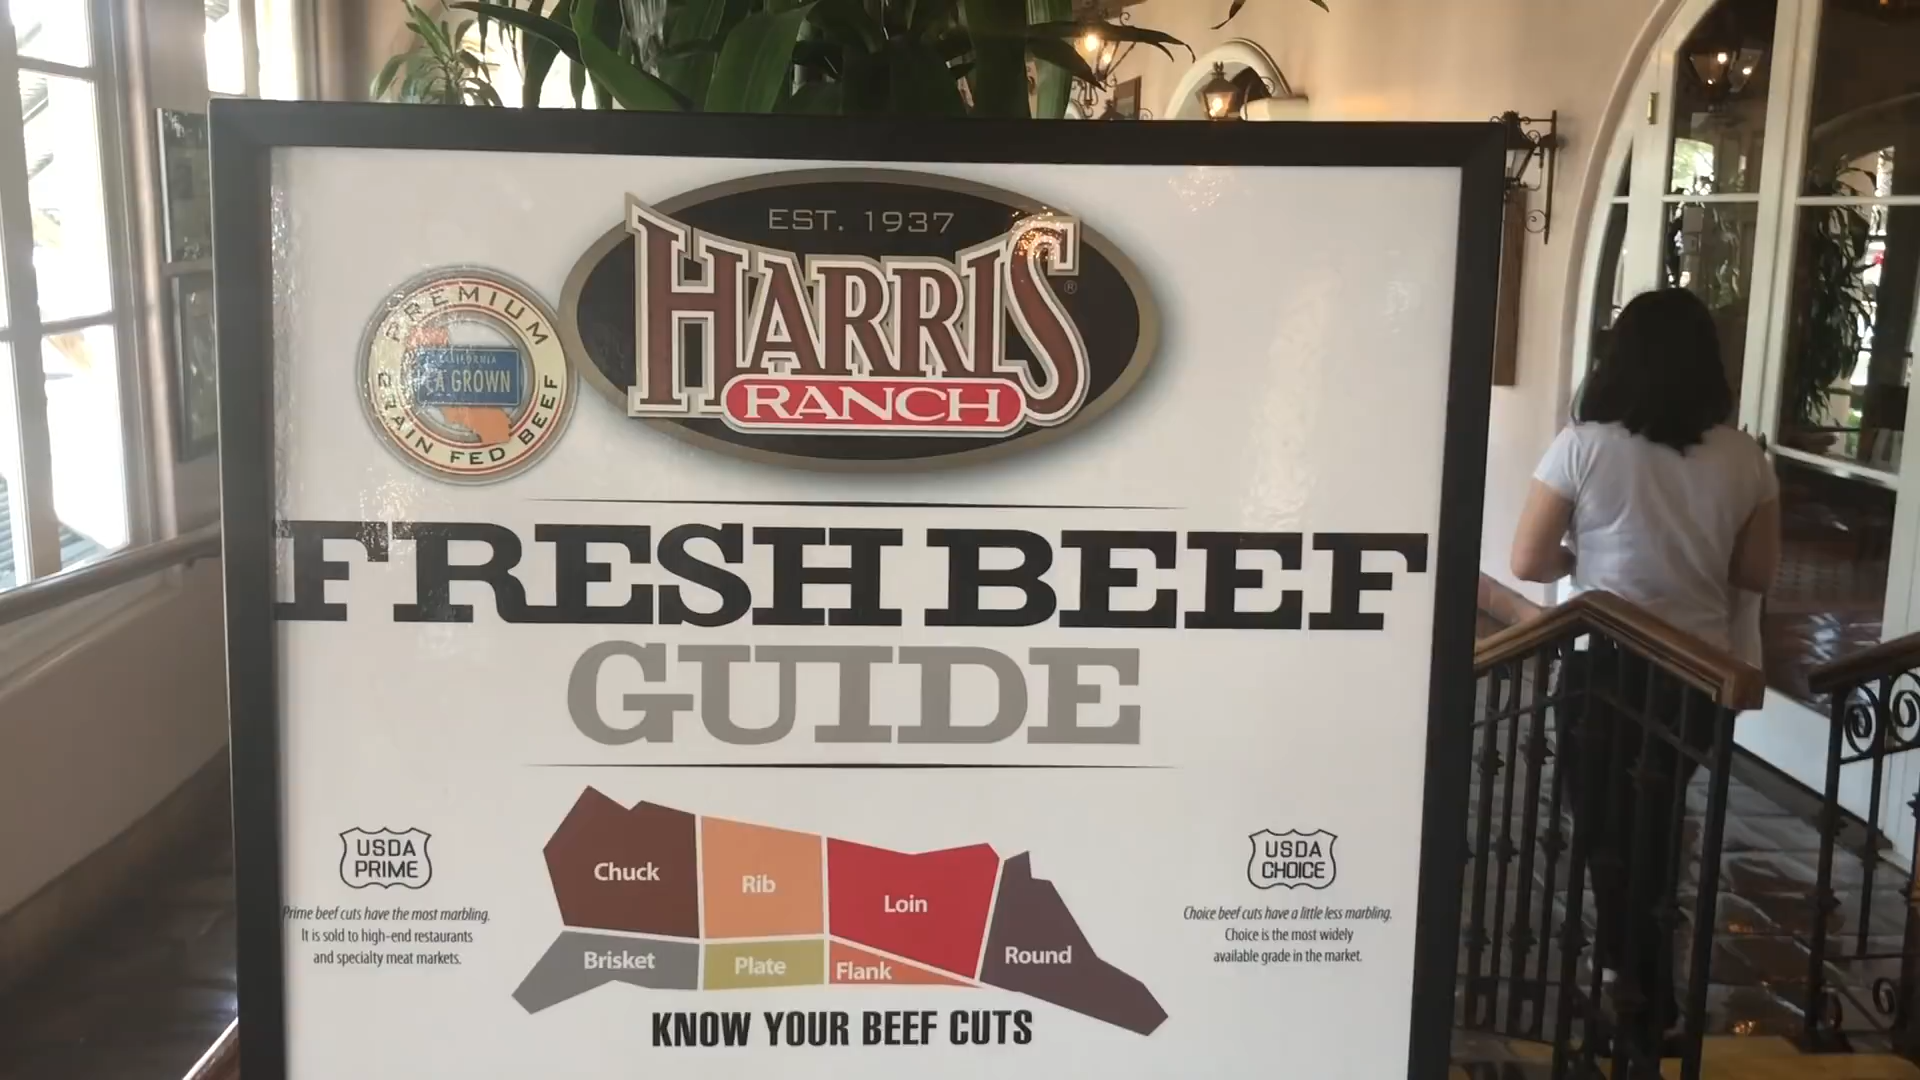 EST. 1937
HARRIS
®
RANCH
PREMIUM
GRAIN FED BEEF
CALIFORNIA
CA GROWN
FRESH BEEF
GUIDE
USDA
PRIME
Prime beef cuts have the most marbling.
It is sold to high-end restaurants
and specialty meat markets.
Chuck
Rib
Loin
Round
Brisket
Plate
Flank
USDA
CHOICE
Choice beef cuts have a little less marbling.
Choice is the most widely
available grade in the market.
KNOW YOUR BEEF CUTS